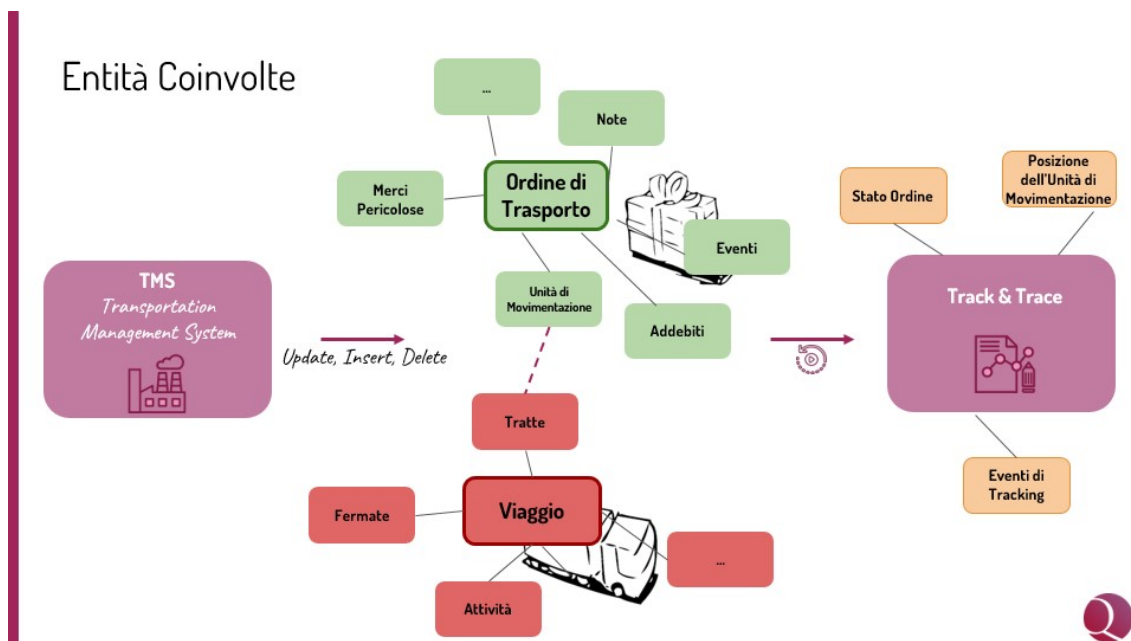 Entità Coinvolte
...
Note
Merci
Pericolose
Ordine di
Trasporto
Eventi
Unità di
Movimentazione
Addebiti
TMS
Transportation
Management System
Update, Insert, Delete
Tratte
Fermate
Viaggio
...
Attività
Stato Ordine
Posizione
dell'Unità di
Movimentazione
Track & Trace
Eventi di
Tracking